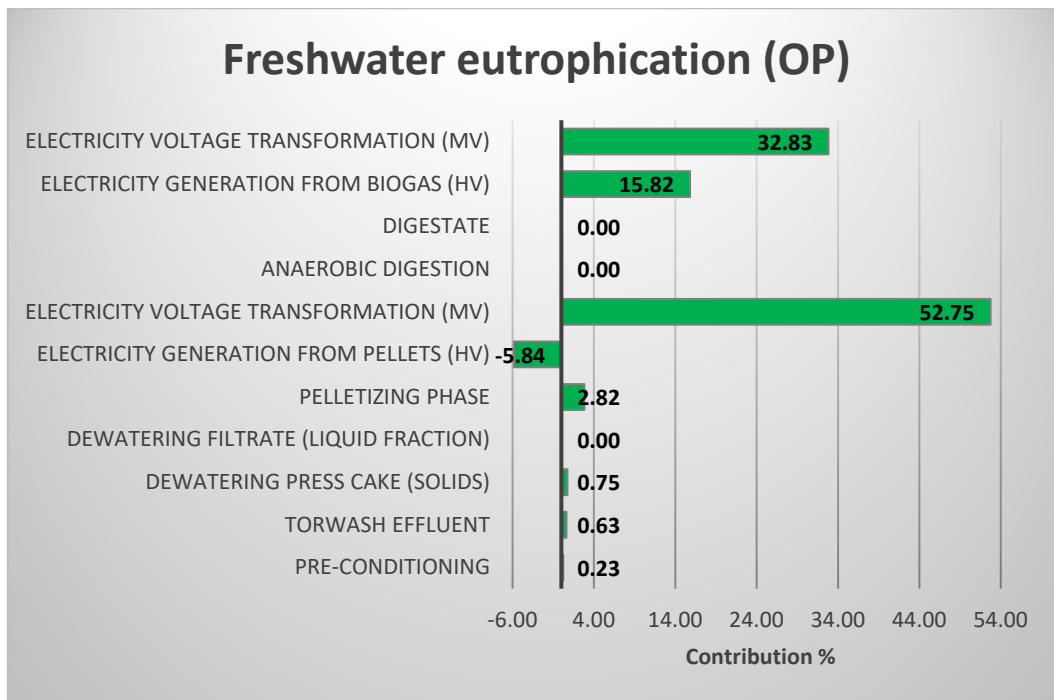 Freshwater eutrophication (OP)
ELECTRICITY VOLTAGE TRANSFORMATION (MV) 32.83
ELECTRICITY GENERATION FROM BIOGAS (HV) 15.82
DIGESTATE 0.00
ANAEROBIC DIGESTION 0.00
ELECTRICITY VOLTAGE TRANSFORMATION (MV) 52.75
ELECTRICITY GENERATION FROM PELLETS (HV) -5.84
PELLETIZING PHASE 2.82
DEWATERING FILTRATE (LIQUID FRACTION) 0.00
DEWATERING PRESS CAKE (SOLIDS) 0.75
TORWASH EFFLUENT 0.63
PRE-CONDITIONING 0.23
-6.00 4.00 14.00 24.00 34.00 44.00 54.00
Contribution %